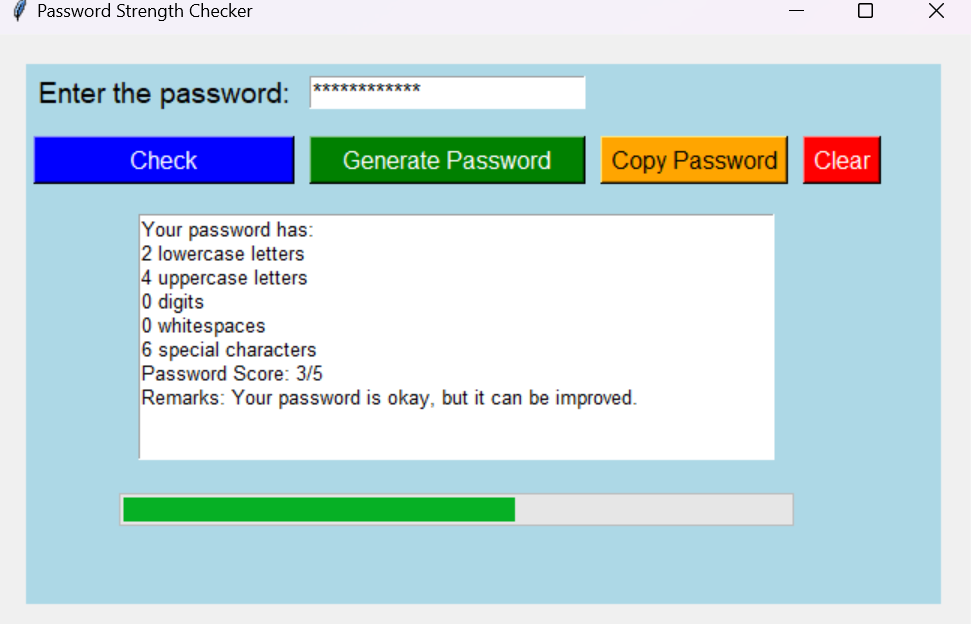 Password Strength Checker
Enter the password: ************
Check Generate Password Copy Password Clear
Your password has:
2 lowercase letters
4 uppercase letters
0 digits
0 whitespaces
6 special characters
Password Score: 3/5
Remarks: Your password is okay, but it can be improved.